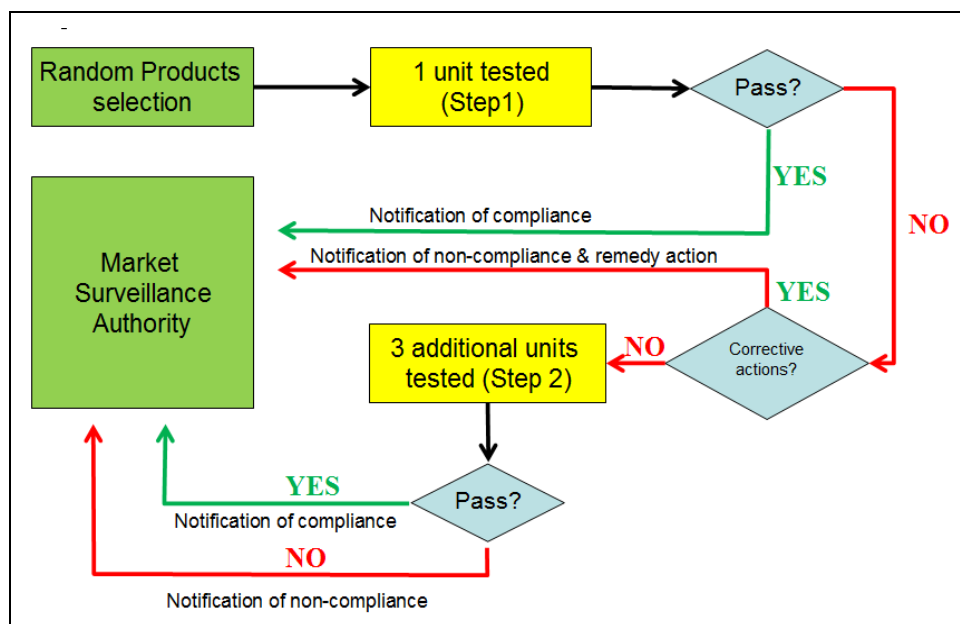 Random Products
selection
1 unit tested
(Step1)
Pass?
YES
NO
Notification of compliance
Notification of non-compliance & remedy action
YES
Market
Surveillance
Authority
3 additional units
tested (Step 2)
NO
Corrective
actions?
YES
Pass?
Notification of compliance
NO
Notification of non-compliance